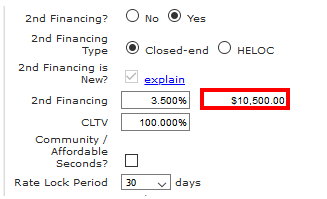 2nd Financing? No Yes
2nd Financing
Type Closed-end HELOC
2nd Financing is
New? explain
2nd Financing 3.500% $10,500.00
CLTV 100.000%
Community /
Affordable
Seconds?
Rate Lock Period 30 days